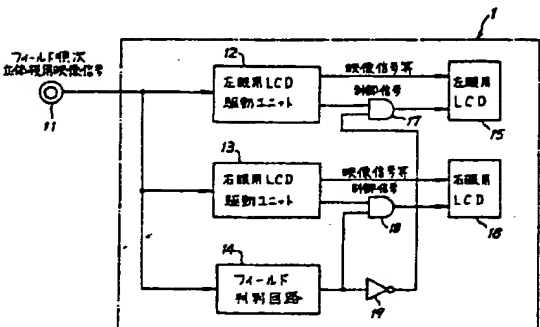 1
フィールド順次
立体視用映像信号
11
12
左眼用LCD
駆動ユニット
映像信号等
制御信号
17
左眼用
LCD
15
13
右眼用LCD
駆動ユニット
映像信号等
制御信号
18
右眼用
LCD
16
14
フィールド
判別回路
19